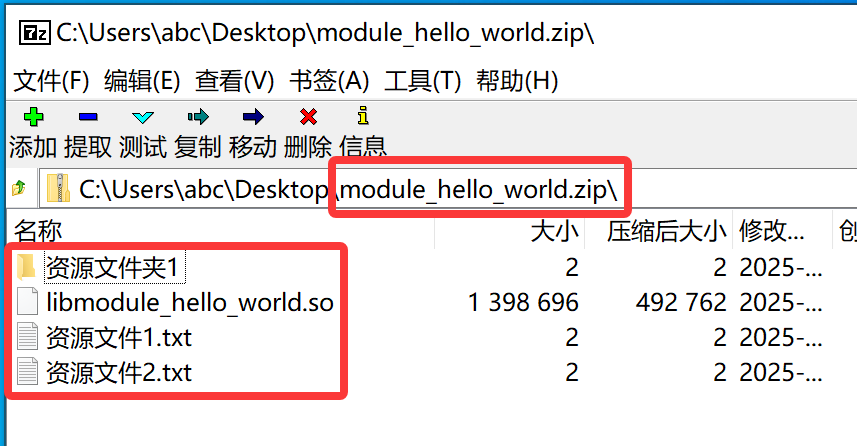 7z C:\Users\abc\Desktop\module_hello_world.zip\
文件(F) 编辑(E) 查看(V) 书签(A) 工具(T) 帮助(H)
添加 提取 测试 复制 移动 删除 信息
C:\Users\abc\Desktop\module_hello_world.zip\
名称 大小 压缩后大小 修改... 创
资源文件夹1 2 2 2025-...
libmodule_hello_world.so 1 398 696 492 762 2025-...
资源文件1.txt 2 2 2025-...
资源文件2.txt 2 2 2025-...